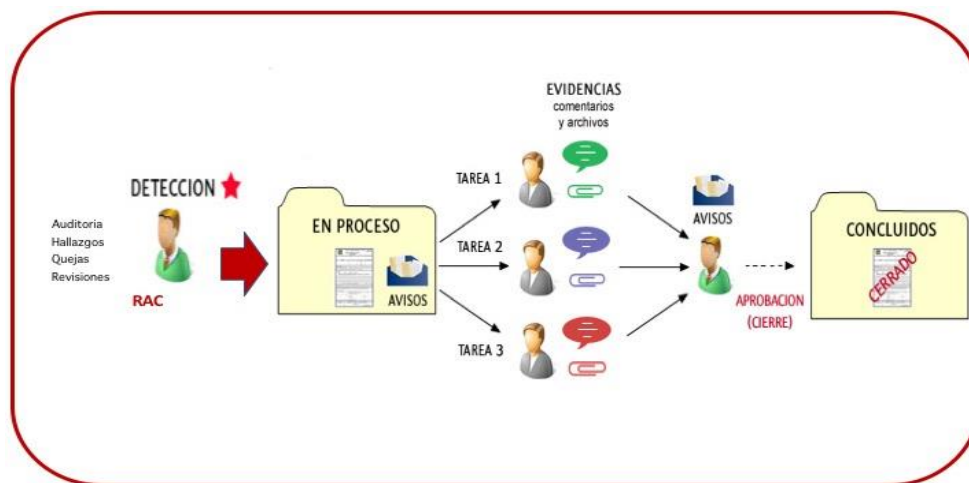 DETECCION
Auditoria
Hallazgos
Quejas
Revisiones
RAC
EN PROCESO
AVISOS
TAREA 1
TAREA 2
TAREA 3
EVIDENCIAS
comentarios
y archivos
AVISOS
APROBACION
(CIERRE)
CONCLUIDOS
CERRADO